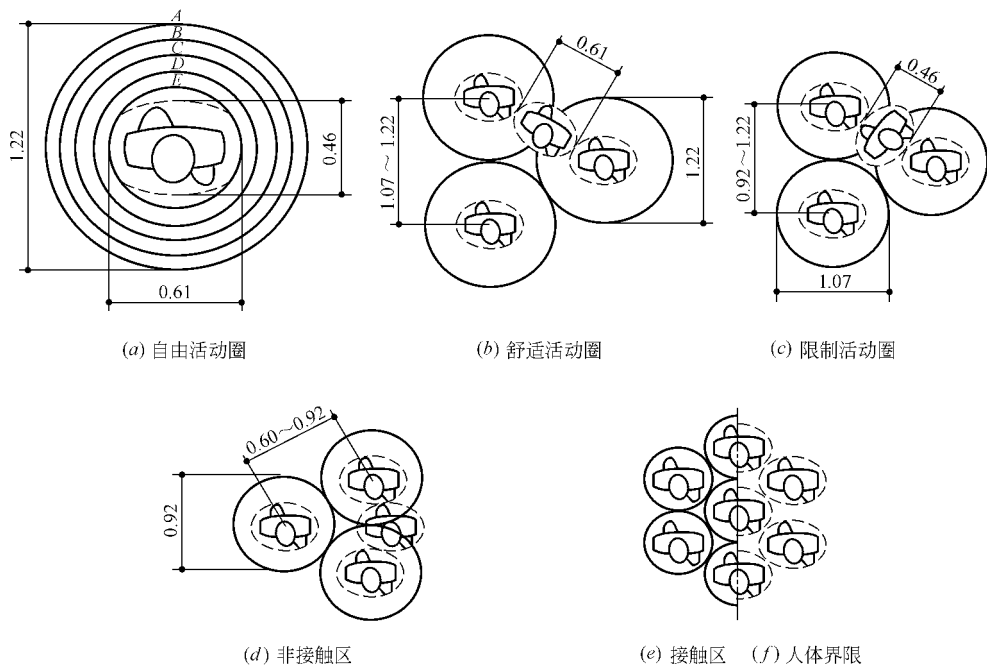 A
B
C
D
E
1.22
0.46
0.61
(a) 自由活动圈
0.61
1.07～1.22
1.22
(b) 舒适活动圈
0.46
0.92～1.22
1.07
(c) 限制活动圈
0.60～0.92
0.92
(d) 非接触区
(e) 接触区
(f) 人体界限